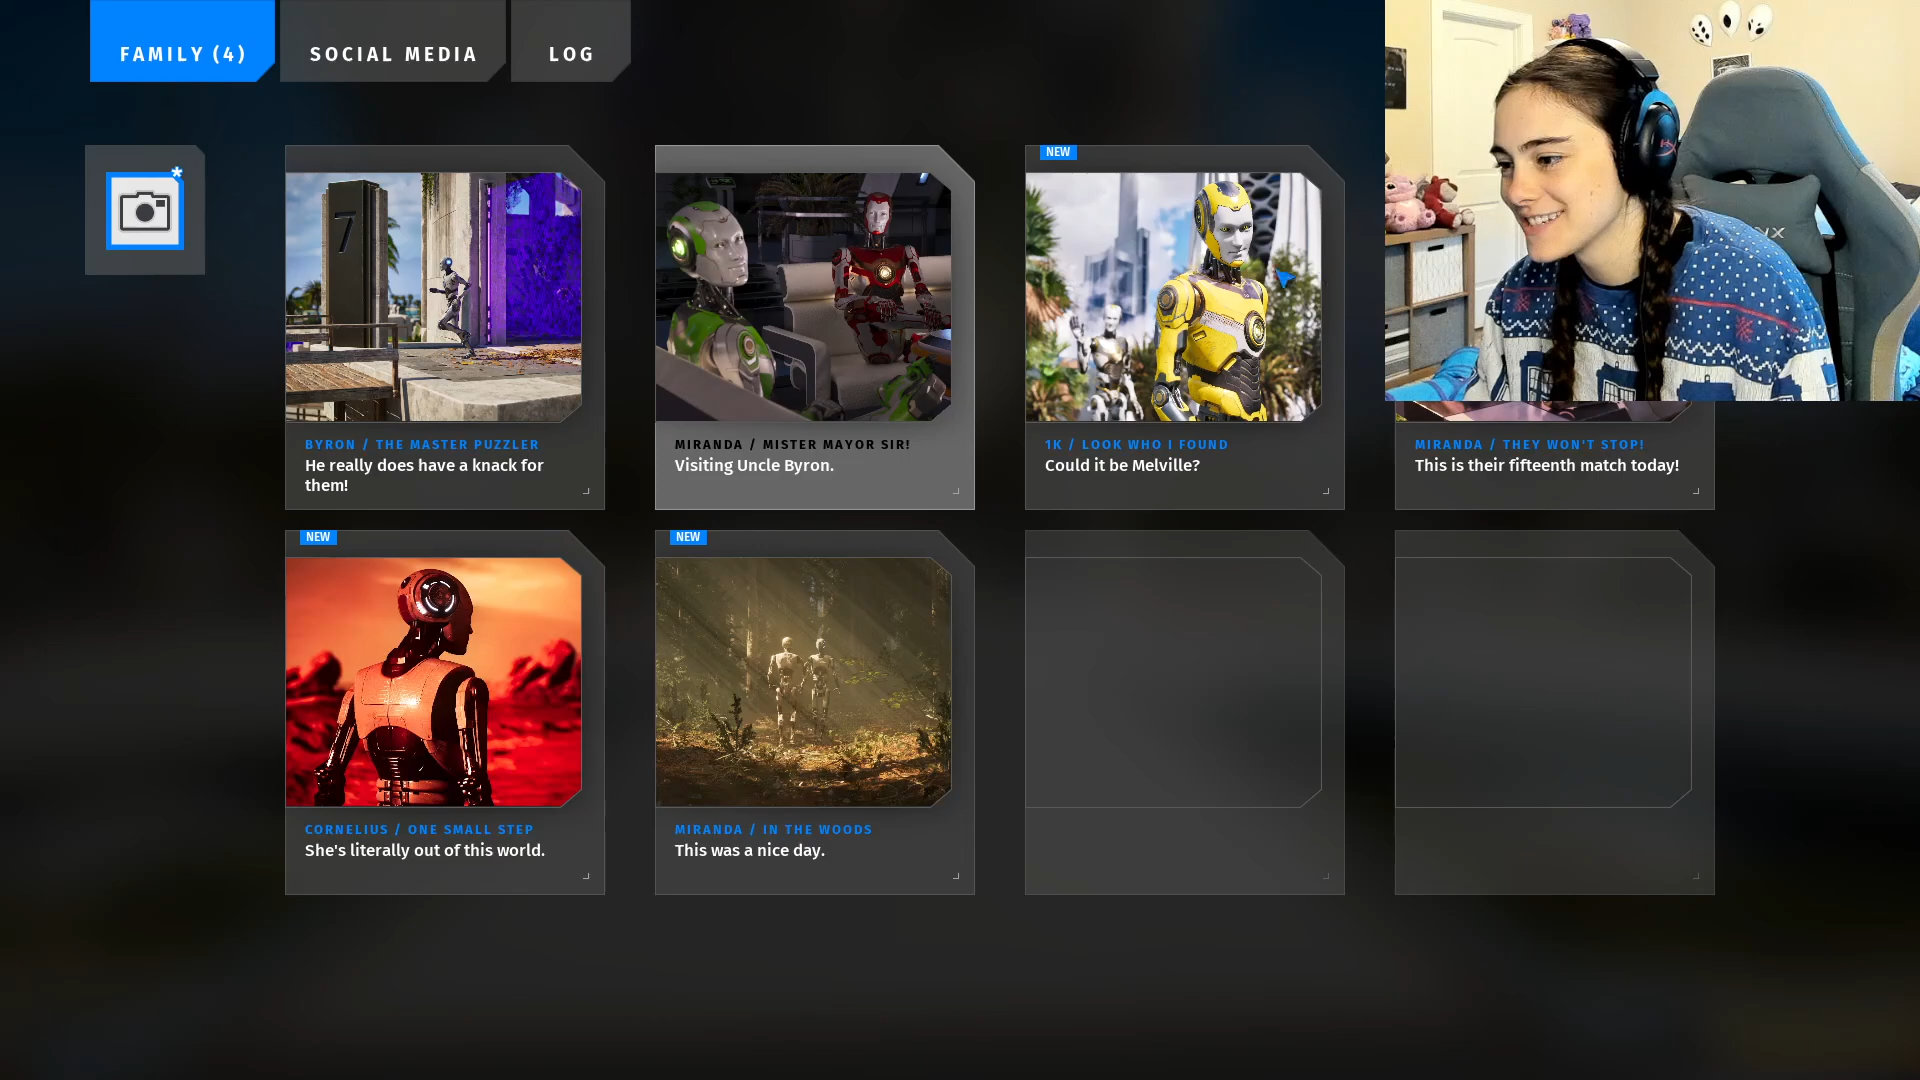 FAMILY (4)
SOCIAL MEDIA
LOG
*
7
BYRON / THE MASTER PUZZLER
He really does have a knack for
them!
MIRANDA / MISTER MAYOR SIR!
Visiting Uncle Byron.
NEW
1K / LOOK WHO I FOUND
Could it be Melville?
MIRANDA / THEY WON'T STOP!
This is their fifteenth match today!
NEW
CORNELIUS / ONE SMALL STEP
She's literally out of this world.
NEW
MIRANDA / IN THE WOODS
This was a nice day.